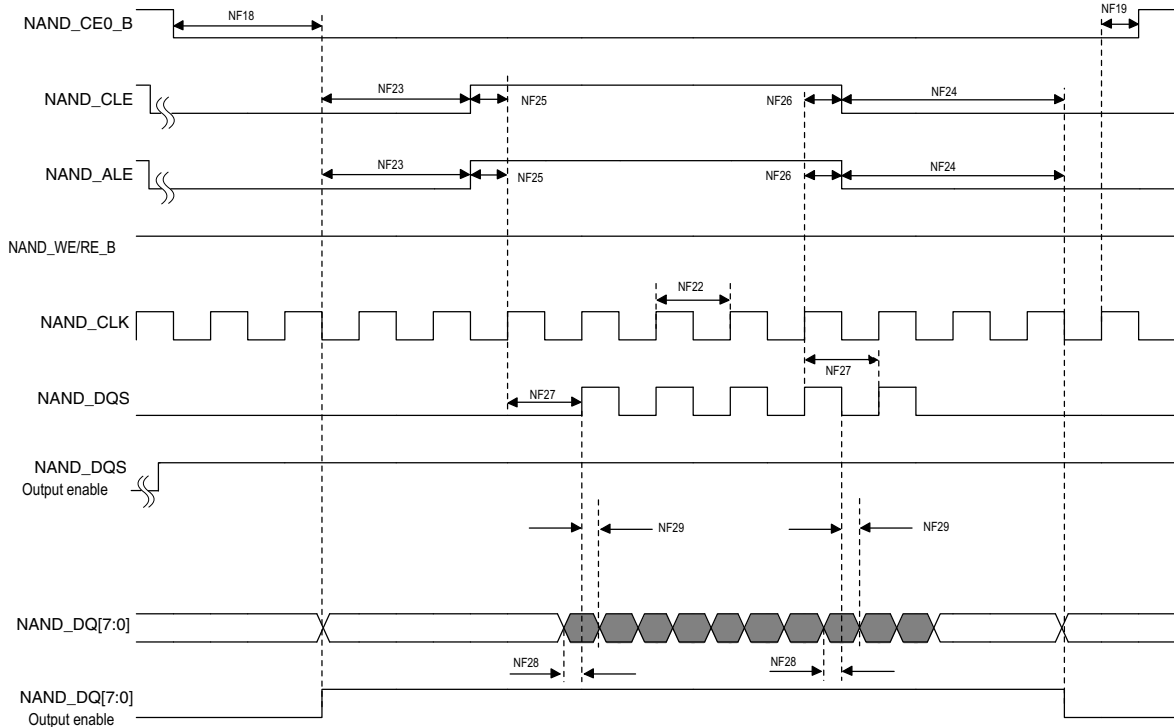 NAND_CE0_B
NF18
NF19
NAND_CLE
NF23
NF25
NF26
NF24
NAND_ALE
NF23
NF25
NF26
NF24
NAND_WE/RE_B
NAND_CLK
NF22
NAND_DQS
NF27
NF27
NAND_DQS
Output enable
NF29
NF29
NAND_DQ[7:0]
NF28
NF28
NAND_DQ[7:0]
Output enable